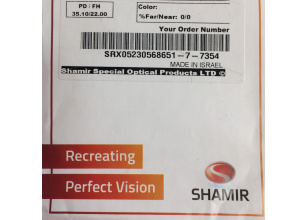 PD / FH
35.10/22.00
Color:
%Far/Near: 0/0
Your Order Number
SRX05230568651-7-7354
MADE IN ISRAEL
Shamir Special Optical Products LTD ©
Recreating
Perfect Vision
SHAMIR